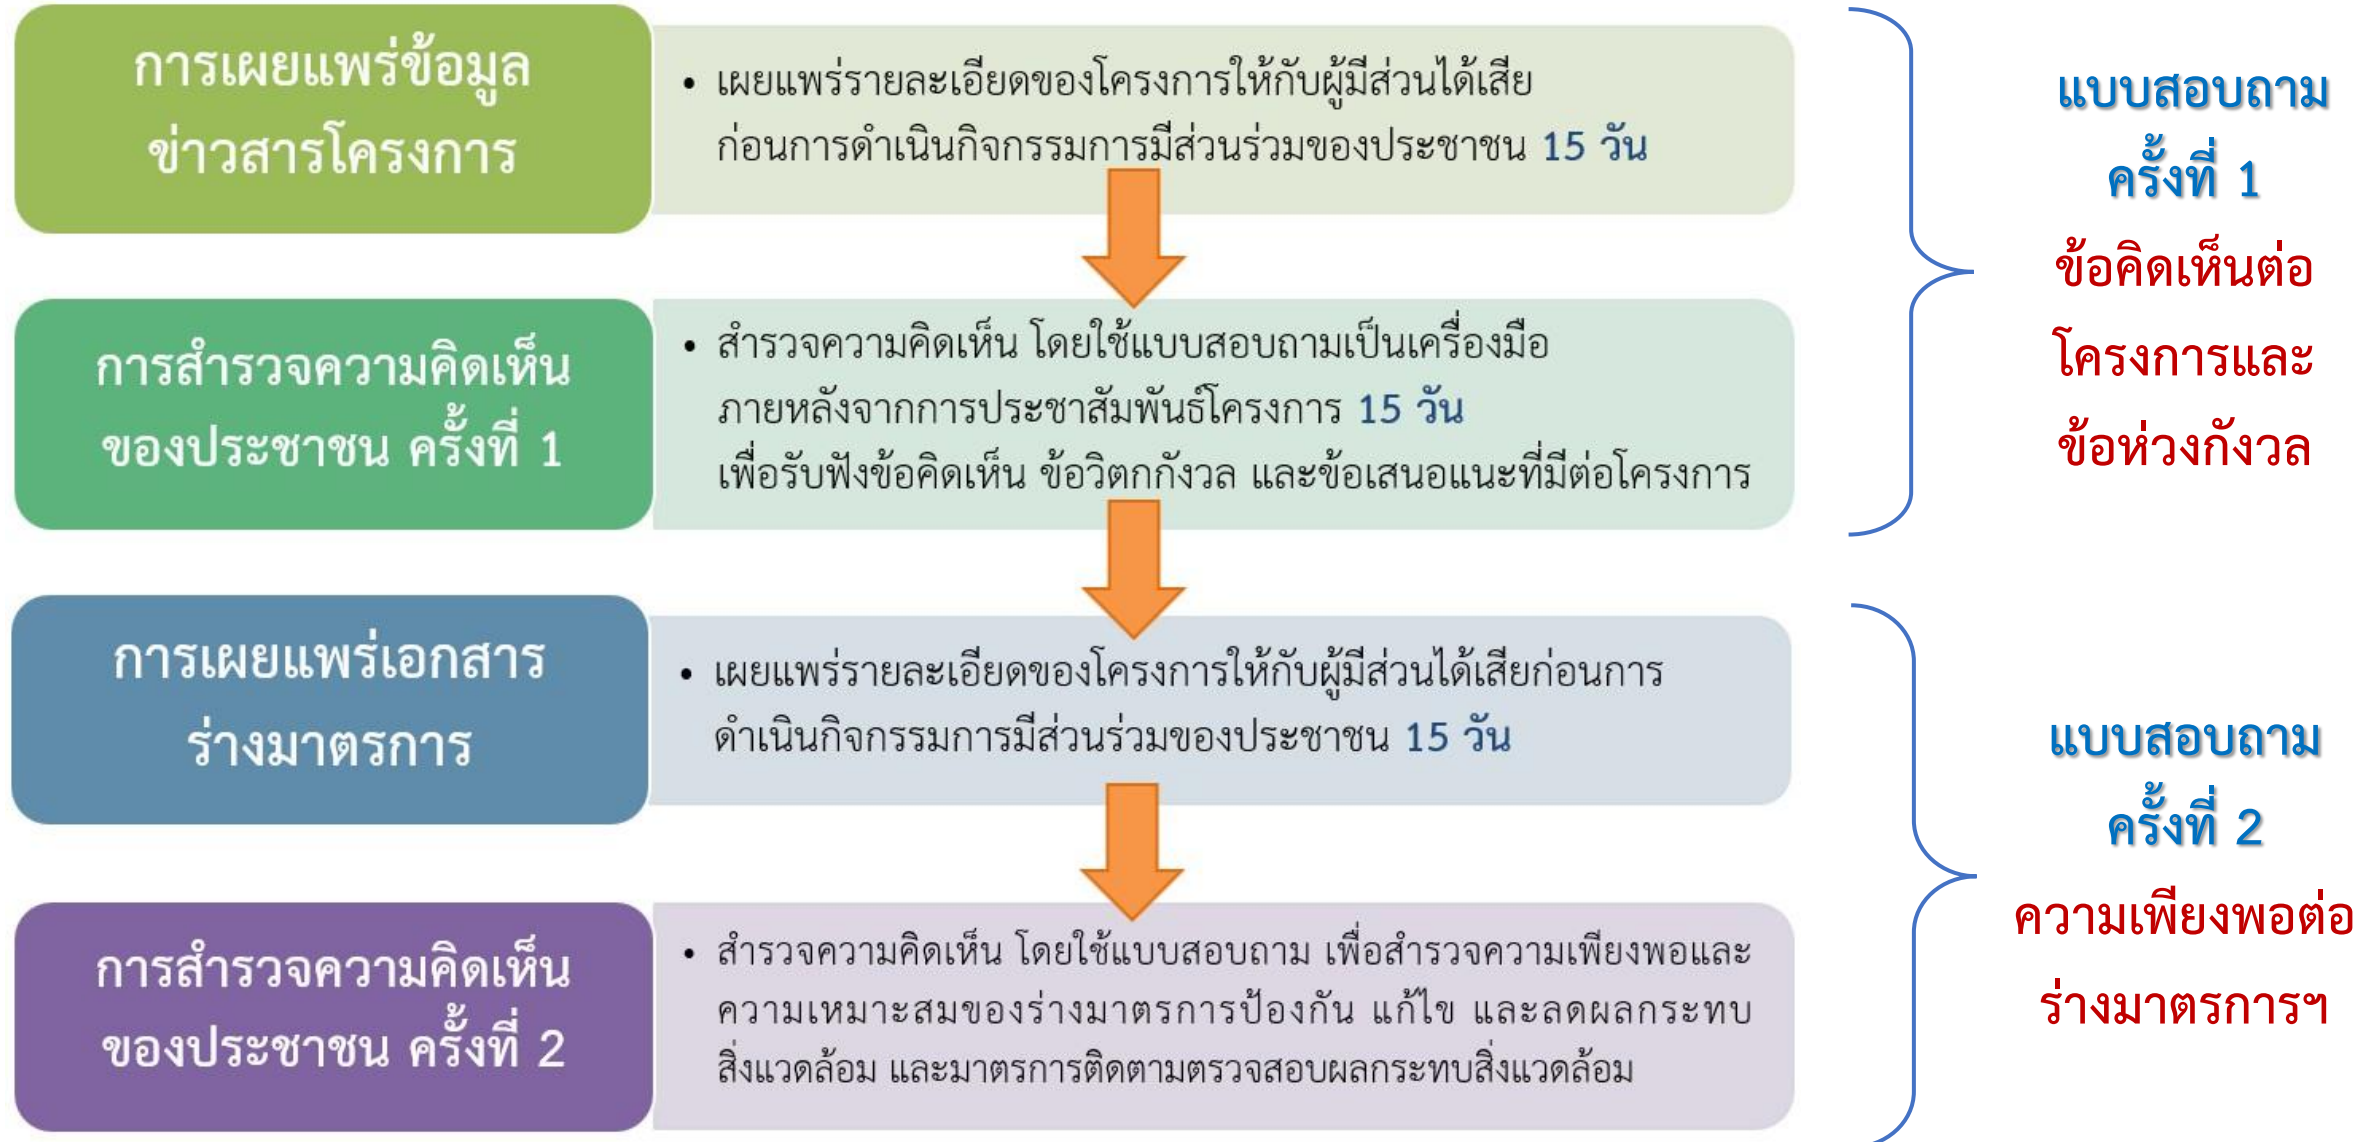 การเผยแพร่ข้อมูล
ข่าวสารโครงการ
• เผยแพร่รายละเอียดของโครงการให้กับผู้มีส่วนได้เสีย
ก่อนการดำเนินกิจกรรมการมีส่วนร่วมของประชาชน 15 วัน
การสำรวจความคิดเห็น
ของประชาชน ครั้งที่ 1
• สำรวจความคิดเห็น โดยใช้แบบสอบถามเป็นเครื่องมือ
ภายหลังจากการประชาสัมพันธ์โครงการ 15 วัน
เพื่อรับฟังข้อคิดเห็น ข้อวิตกกังวล และข้อเสนอแนะที่มีต่อโครงการ
แบบสอบถาม
ครั้งที่ 1
ข้อคิดเห็นต่อ
โครงการและ
ข้อห่วงกังวล
การเผยแพร่เอกสาร
ร่างมาตรการ
• เผยแพร่รายละเอียดของโครงการให้กับผู้มีส่วนได้เสียก่อนการ
ดำเนินกิจกรรมการมีส่วนร่วมของประชาชน 15 วัน
การสำรวจความคิดเห็น
ของประชาชน ครั้งที่ 2
• สำรวจความคิดเห็น โดยใช้แบบสอบถาม เพื่อสำรวจความเพียงพอและ
ความเหมาะสมของร่างมาตรการป้องกัน แก้ไข และลดผลกระทบ
สิ่งแวดล้อม และมาตรการติดตามตรวจสอบผลกระทบสิ่งแวดล้อม
แบบสอบถาม
ครั้งที่ 2
ความเพียงพอต่อ
ร่างมาตรการฯ